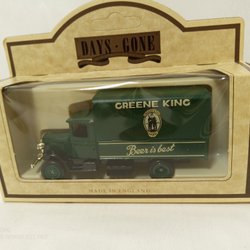 DAYS · GONE
GREENE KING
Beer is best
MADE IN ENGLAND